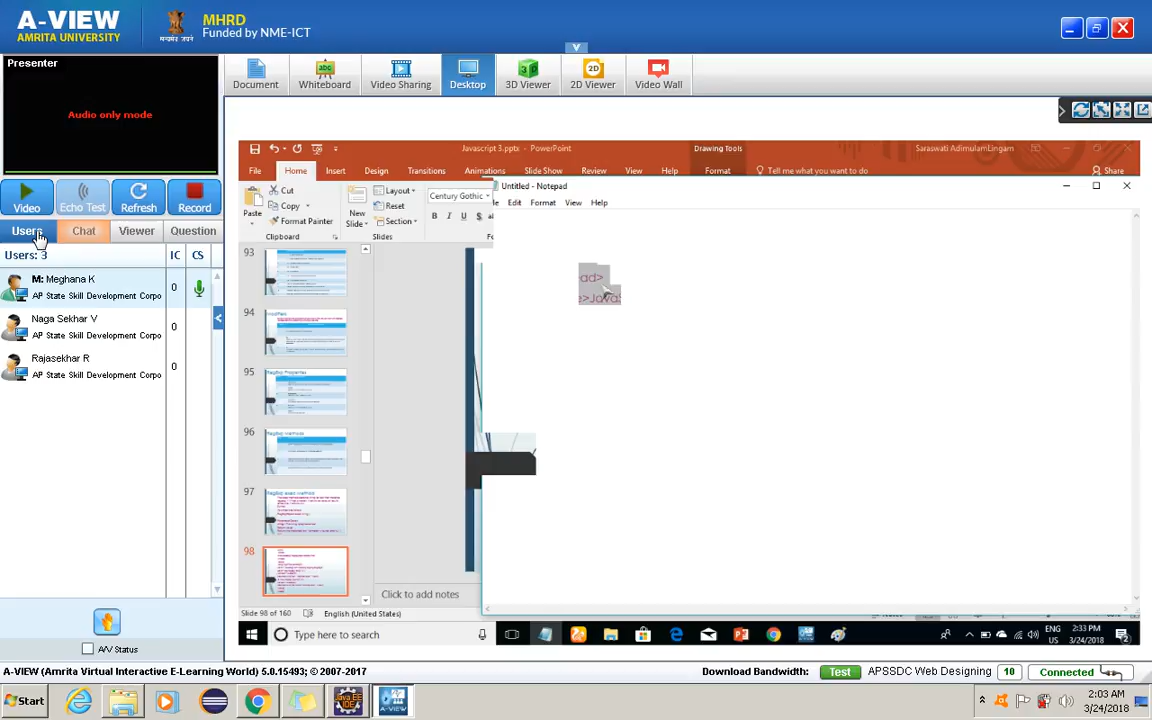 A-VIEW
AMRITA UNIVERSITY
MHRD
Funded by NME-ICT
Presenter
Audio only mode
Document
Whiteboard
Video Sharing
Desktop
3D Viewer
2D Viewer
Video Wall
Video
Echo Test
Refresh
Record
Users
Chat
Viewer
Question
Users: 3
IC
CS
M: Meghana K
AP State Skill Development Corpo
0
Naga Sekhar V
AP State Skill Development Corpo
0
Rajasekhar R
AP State Skill Development Corpo
0
Javascript 3.pptx - PowerPoint
Drawing Tools
Saraswati AdimulamLingam
File
Home
Insert
Design
Transitions
Animations
Slide Show
Review
View
Help
Format
Tell me what you want to do
Share
Paste
Cut
Copy
Format Painter
Clipboard
New
Slide
Layout
Reset
Section
Slides
Century Gothic
B I U S
Untitled - Notepad
Edit Format View Help
ead>
e>JavaS
93
94
modifiers
95
RegExp Properties
96
RegExp Methods
97
98
Click to add notes
Slide 98 of 160
English (United States)
Type here to search
ENG
US
2:33 PM
3/24/2018
A/V Status
A-VIEW (Amrita Virtual Interactive E-Learning World) 5.0.15493; © 2007-2017
Download Bandwidth:
Test
APSSDC Web Designing
10
Connected
Start
2:03 AM
3/24/2018